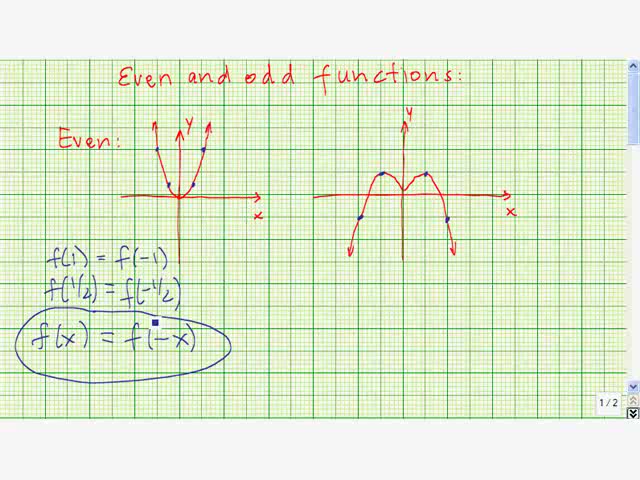 Even and odd functions:
Even:
y
x
y
x
f(1) = f(-1)
f(1/2) = f(-1/2)
f(x) = f(-x)
1/2